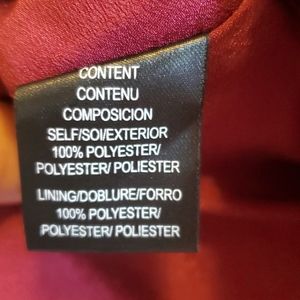 CONTENT
CONTENU
COMPOSICION
SELF/SOI/EXTERIOR
100% POLYESTER/
POLYESTER/ POLIESTER
LINING/DOBLURE/FORRO
100% POLYESTER/
POLYESTER/ POLIESTER